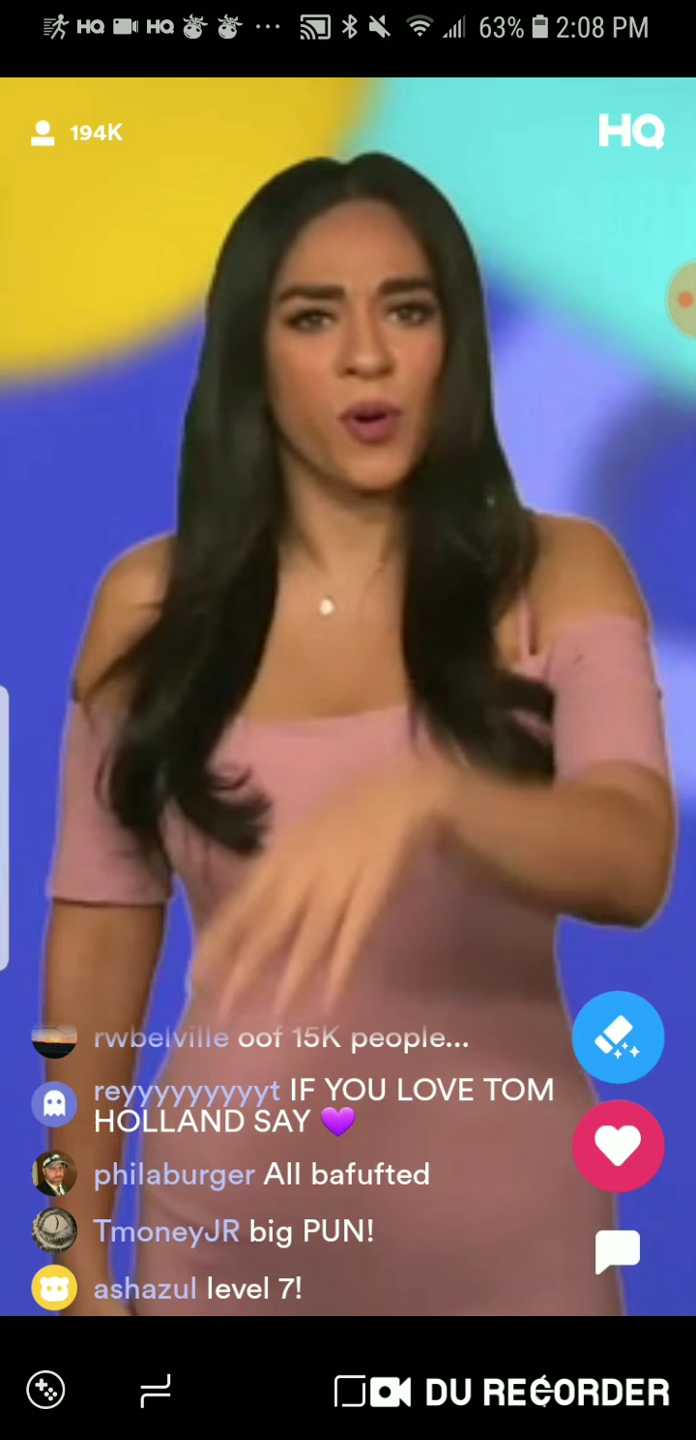 HQ HQ ... 63% 2:08 PM
194K
HQ
rwbelville oof 15K people...
reyyyyyyyyyt IF YOU LOVE TOM
HOLLAND SAY 💜
philaburger All bafufted
TmoneyJR big PUN!
ashazul level 7!
DU RECORDER